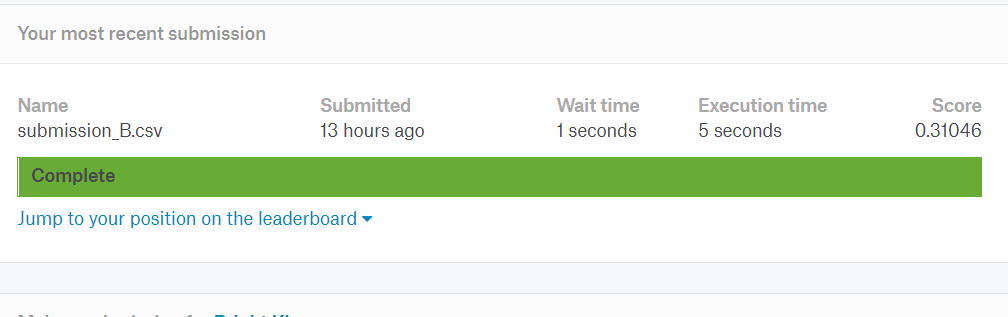 Your most recent submission
Name Submitted Wait time Execution time Score
submission_B.csv 13 hours ago 1 seconds 5 seconds 0.31046
Complete
Jump to your position on the leaderboard